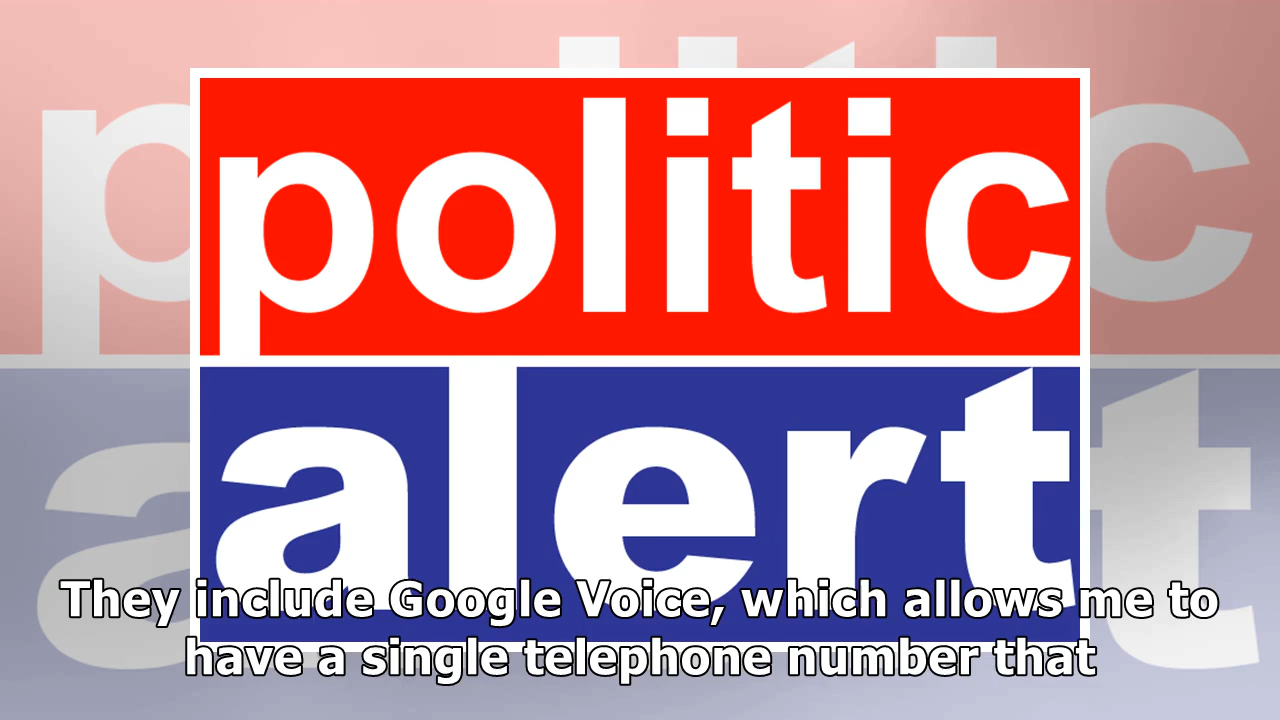 politic
alert
They include Google Voice, which allows me to
have a single telephone number that